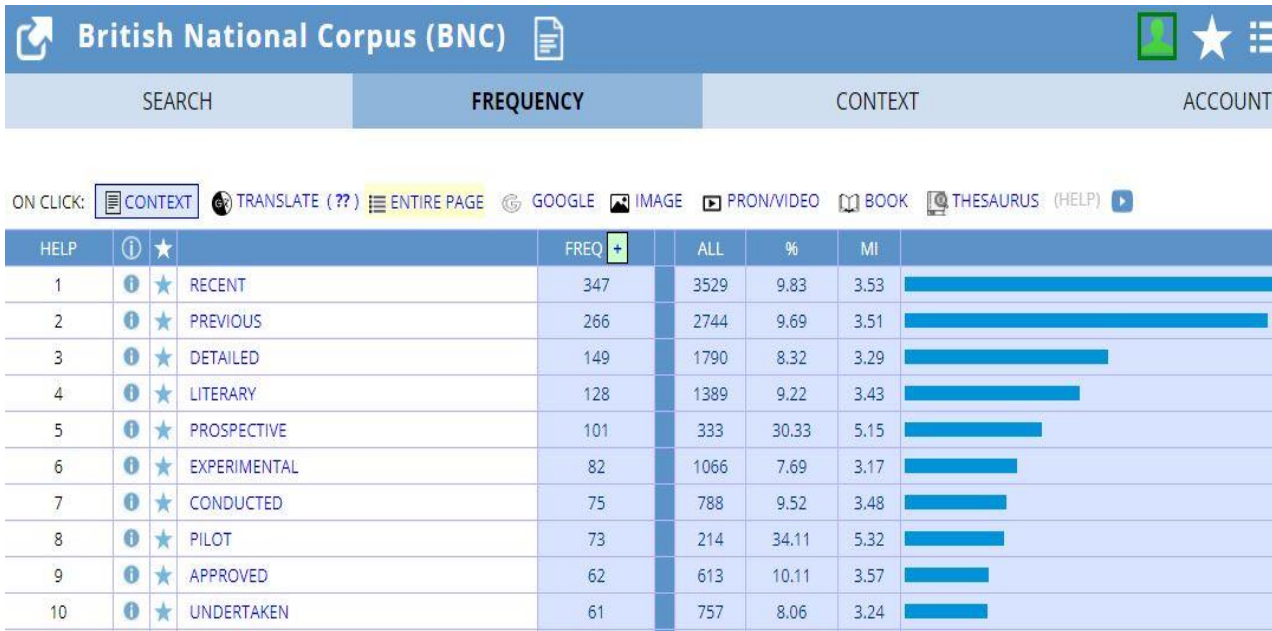 British National Corpus (BNC)
SEARCH FREQUENCY CONTEXT ACCOUNT
ON CLICK: CONTEXT TRANSLATE (??) ENTIRE PAGE GOOGLE IMAGE PRON/VIDEO BOOK THESAURUS (HELP)
HELP FREQ + ALL % MI
1 RECENT 347 3529 9.83 3.53
2 PREVIOUS 266 2744 9.69 3.51
3 DETAILED 149 1790 8.32 3.29
4 LITERARY 128 1389 9.22 3.43
5 PROSPECTIVE 101 333 30.33 5.15
6 EXPERIMENTAL 82 1066 7.69 3.17
7 CONDUCTED 75 788 9.52 3.48
8 PILOT 73 214 34.11 5.32
9 APPROVED 62 613 10.11 3.57
10 UNDERTAKEN 61 757 8.06 3.24